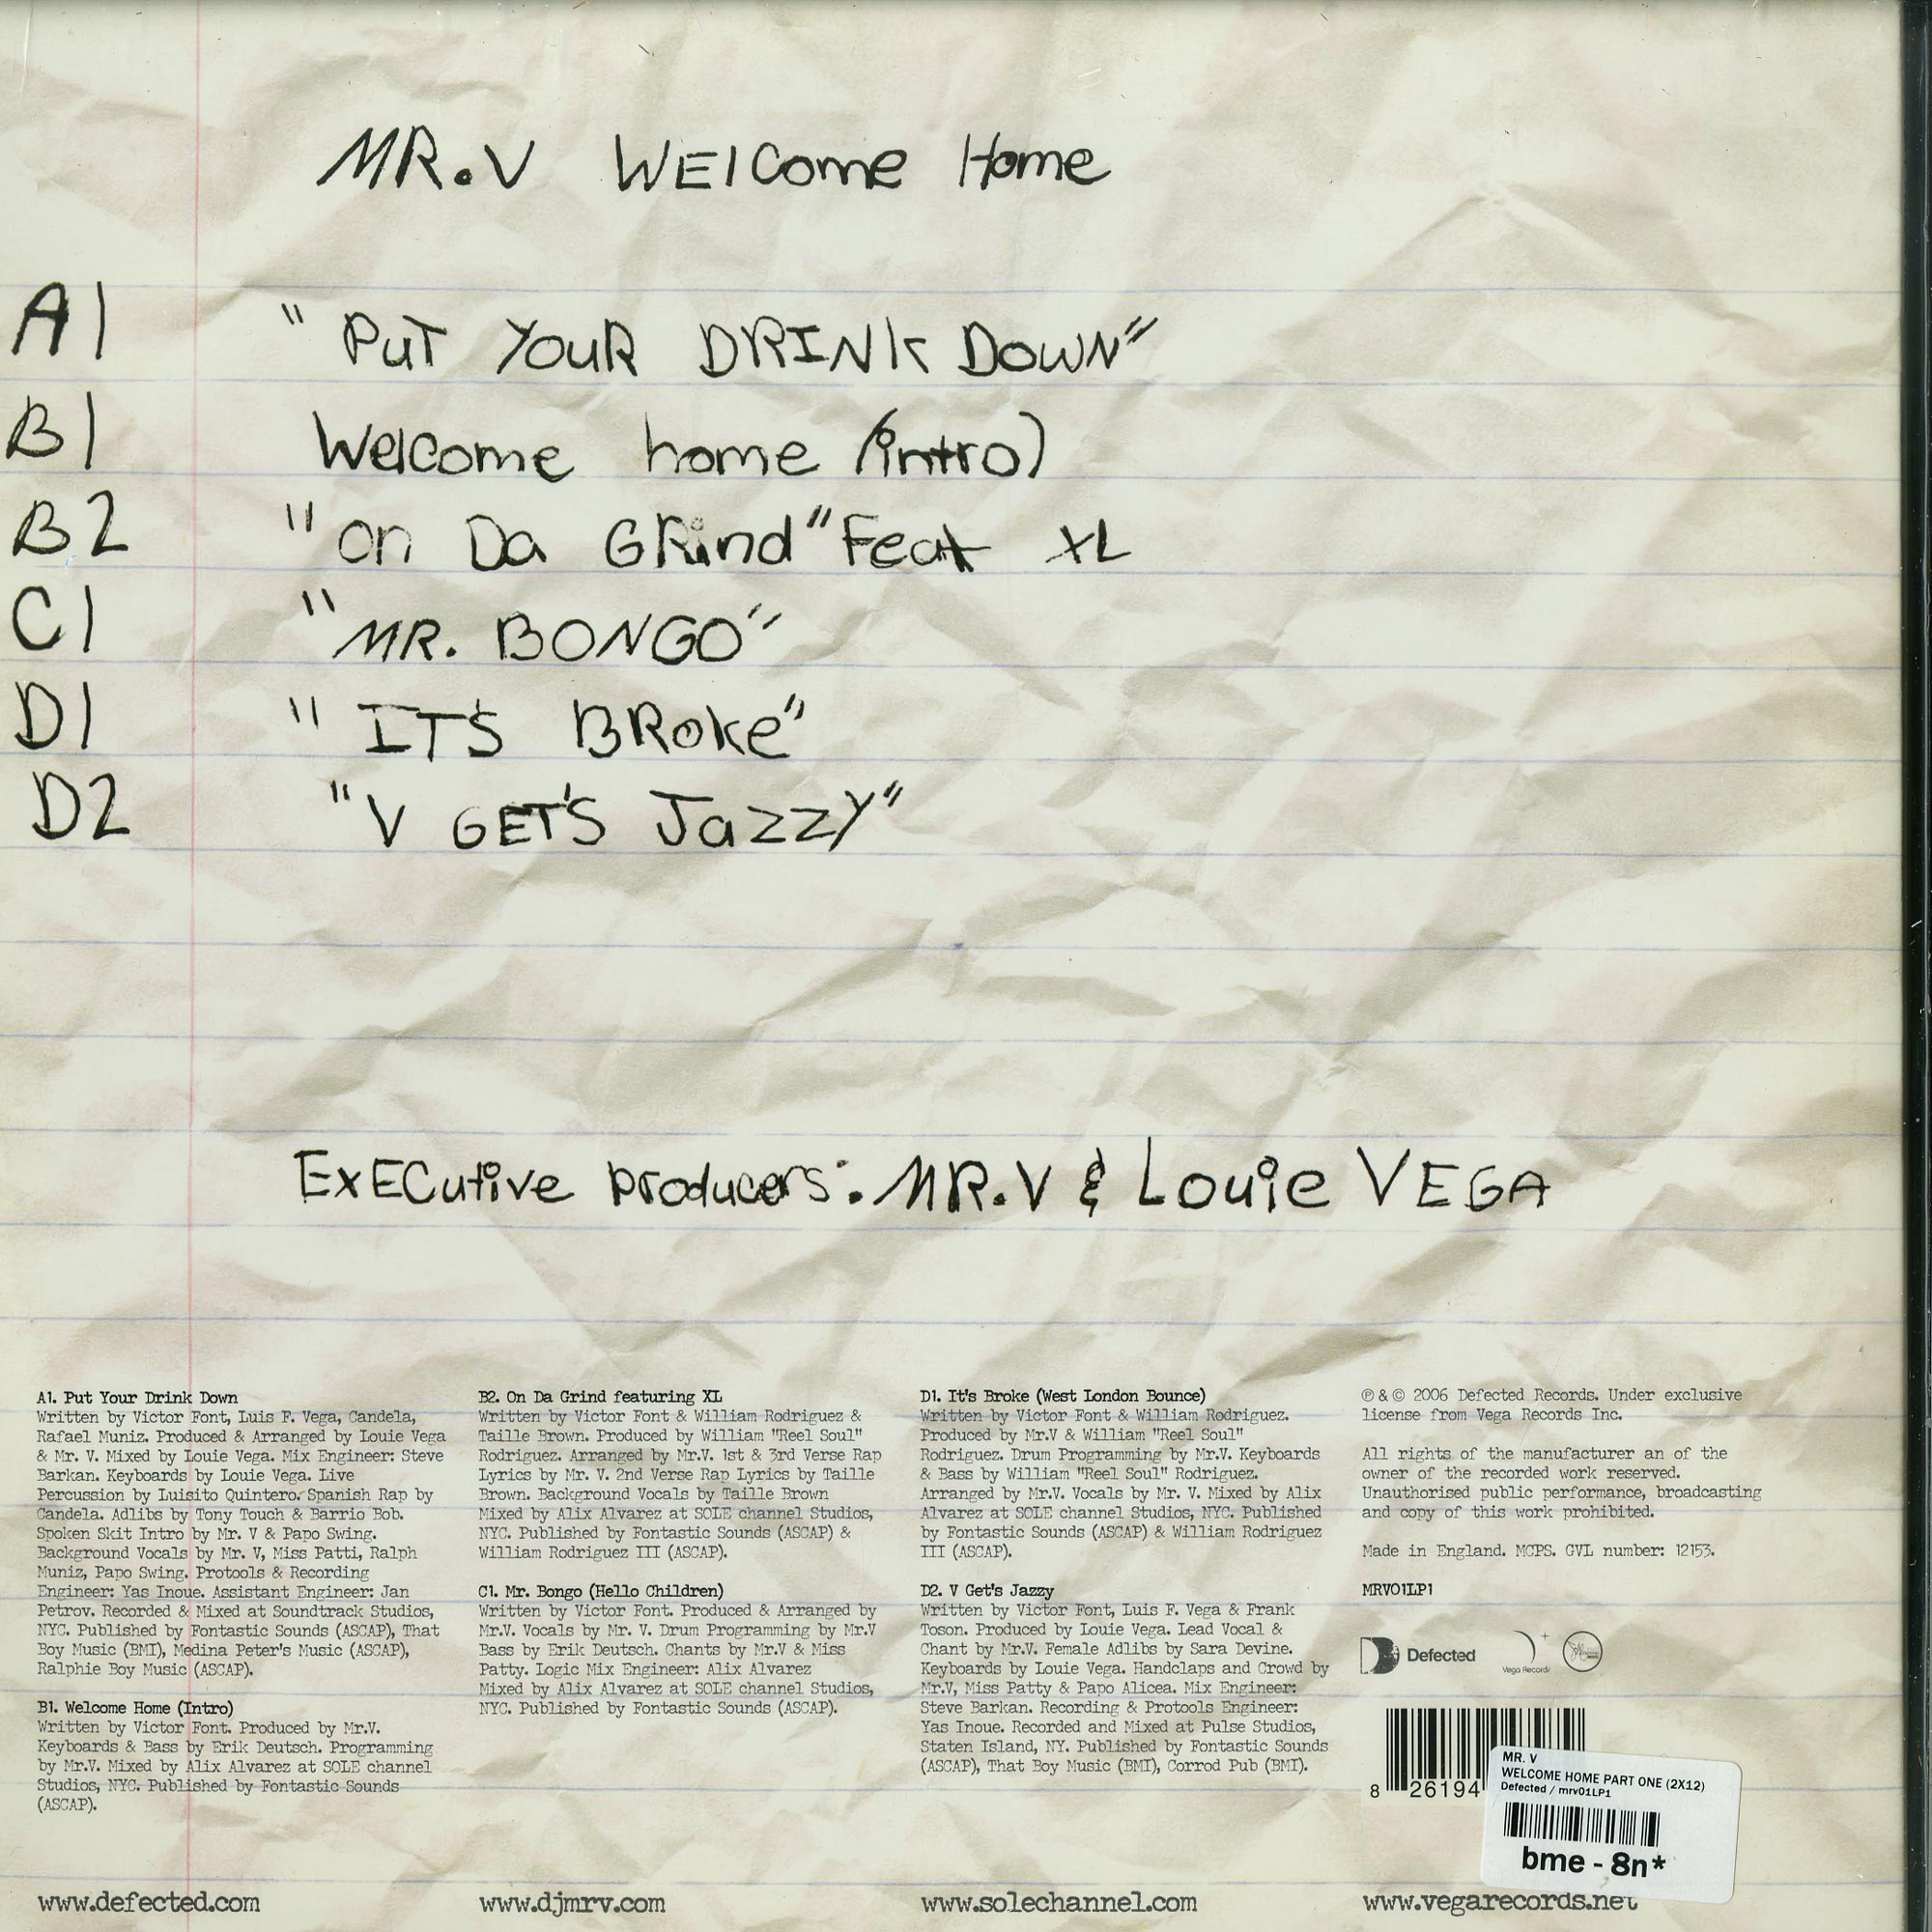 MR.V WElcome Home
A1 "PuT YouR DRINK DOWN"
B1 Welcome home (intro)
B2 "On Da GRind" Feat XL
C1 "MR. BONGO"
D1 "IT'S BRoke"
D2 "V GET'S JazzY"
ExECutive producers: MR.V & Louie VEGA
A1. Put Your Drink Down
Written by Victor Font, Luis F. Vega, Candela,
Rafael Muniz. Produced & Arranged by Louie Vega
& Mr. V. Mixed by Louie Vega. Mix Engineer: Steve
Barkan. Keyboards by Louie Vega. Live
Percussion by Luisito Quintero. Spanish Rap by
Candela. Adlibs by Tony Touch & Barrio Bob.
Spoken Skit Intro by Mr. V & Papo Swing.
Background Vocals by Mr. V, Miss Patti, Ralph
Muniz, Papo Swing. Protools & Recording
Engineer: Yas Inoue. Assistant Engineer: Jan
Petrov. Recorded & Mixed at Soundtrack Studios,
NYC. Published by Fontastic Sounds (ASCAP), That
Boy Music (BMI), Medina Peter's Music (ASCAP),
Ralphie Boy Music (ASCAP).
B1. Welcome Home (Intro)
Written by Victor Font. Produced by Mr.V.
Keyboards & Bass by Erik Deutsch. Programming
by Mr.V. Mixed by Alix Alvarez at SOLE channel
Studios, NYC. Published by Fontastic Sounds
(ASCAP).
B2. On Da Grind featuring XL
Written by Victor Font & William Rodriguez &
Taille Brown. Produced by William "Reel Soul"
Rodriguez. Arranged by Mr.V. 1st & 3rd Verse Rap
Lyrics by Mr. V. 2nd Verse Rap Lyrics by Taille
Brown. Background Vocals by Taille Brown
Mixed by Alix Alvarez at SOLE channel Studios,
NYC. Published by Fontastic Sounds (ASCAP) &
William Rodriguez III (ASCAP).
C1. Mr. Bongo (Hello Children)
Written by Victor Font. Produced & Arranged by
Mr.V. Vocals by Mr. V. Drum Programming by Mr.V
Bass by Erik Deutsch. Chants by Mr.V & Miss
Patty. Logic Mix Engineer: Alix Alvarez
Mixed by Alix Alvarez at SOLE channel Studios,
NYC. Published by Fontastic Sounds (ASCAP).
D1. It's Broke (West London Bounce)
Written by Victor Font & William Rodriguez.
Produced by Mr.V & William "Reel Soul"
Rodriguez. Drum Programming by Mr.V. Keyboards
& Bass by William "Reel Soul" Rodriguez.
Arranged by Mr.V. Vocals by Mr. V. Mixed by Alix
Alvarez at SOLE channel Studios, NYC. Published
by Fontastic Sounds (ASCAP) & William Rodriguez
III (ASCAP).
D2. V Get's Jazzy
Written by Victor Font, Luis F. Vega & Frank
Toson. Produced by Louie Vega. Lead Vocal &
Chant by Mr.V. Female Adlibs by Sara Devine.
Keyboards by Louie Vega. Handclaps and Crowd by
Mr.V, Miss Patty & Papo Alicea. Mix Engineer:
Steve Barkan. Recording & Protools Engineer:
Yas Inoue. Recorded and Mixed at Pulse Studios,
Staten Island, NY. Published by Fontastic Sounds
(ASCAP), That Boy Music (BMI), Corrod Pub (BMI).
℗ & © 2006 Defected Records. Under exclusive
license from Vega Records Inc.
All rights of the manufacturer an of the
owner of the recorded work reserved.
Unauthorised public performance, broadcasting
and copy of this work prohibited.
Made in England. MCPS. GVL number: 12153.
MRV01LP1
Defected
Vega Records
8 26194
MR. V
WELCOME HOME PART ONE (2X12)
Defected / mrv01LP1
bme - 8n*
www.defected.com
www.djmrv.com
www.solechannel.com
www.vegarecords.net